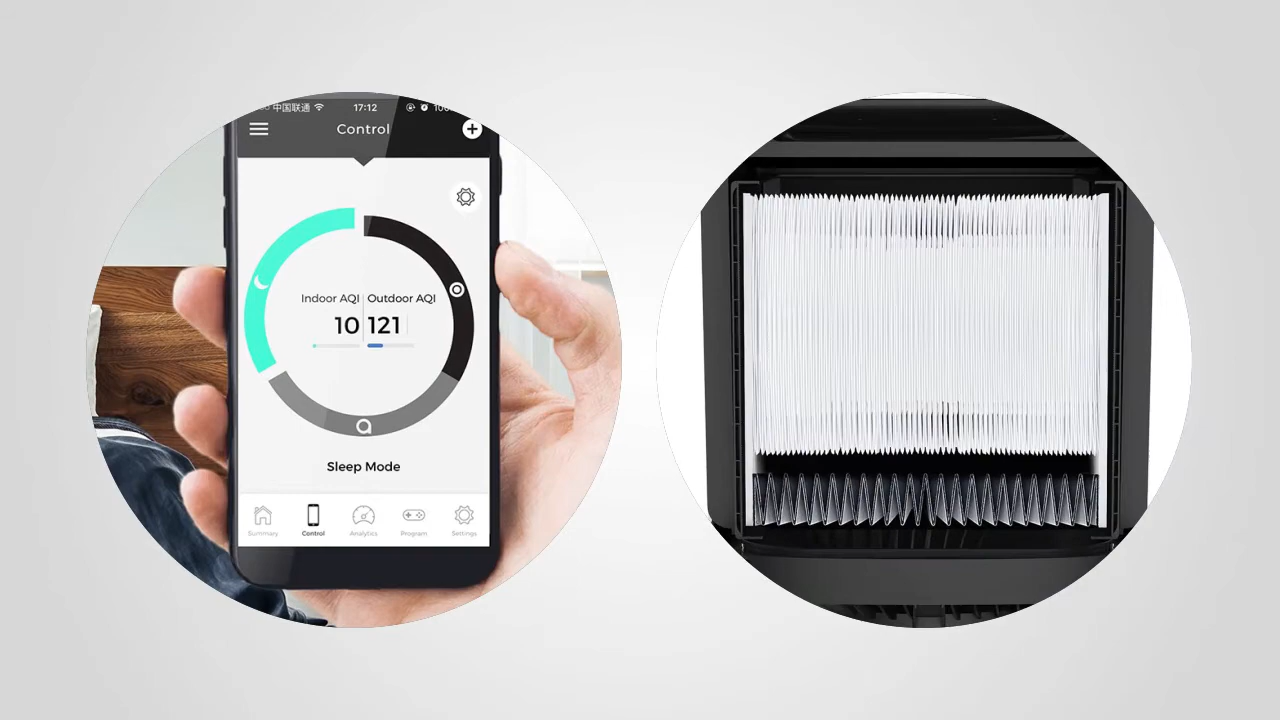 中国联通 17:12
Control
Indoor AQI Outdoor AQI
10 121
Sleep Mode
Summary Control Analytics Program Settings